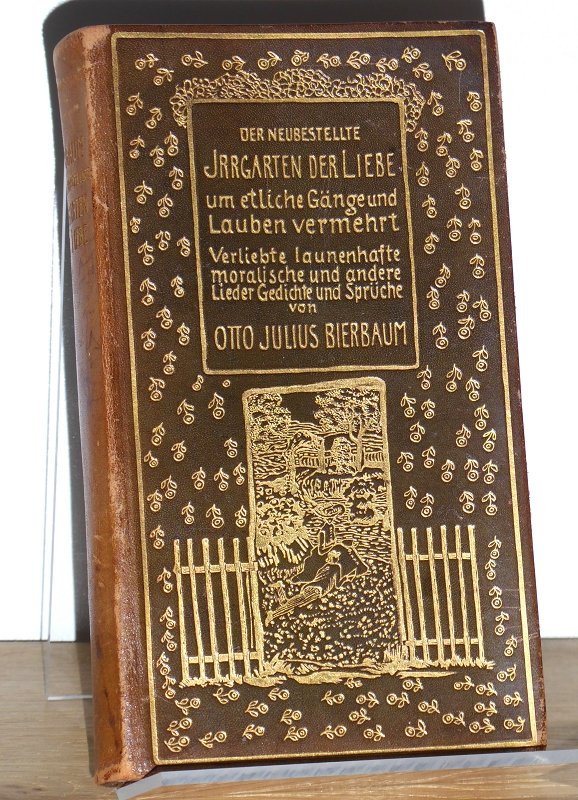 DER NEUBESTELLTE
JRRGARTEN DER LIEBE
um etliche Gänge und
Lauben vermehrt
Verliebte launenhafte
moralische und andere
Lieder Gedichte und Sprüche
von
OTTO JULIUS BIERBAUM